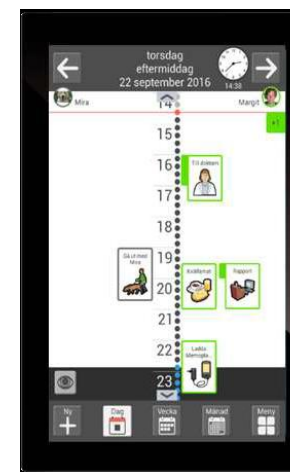 torsdag
eftermiddag
22 september 2016
14:38
Mira
Margit
14
+1
15
16
Till doktorn
17
18
Gå ut med
Mira
19
Kvällsmat
Rapport
20
21
22
Ladda
23
Ny
Dag
Vecka
Månad
Meny